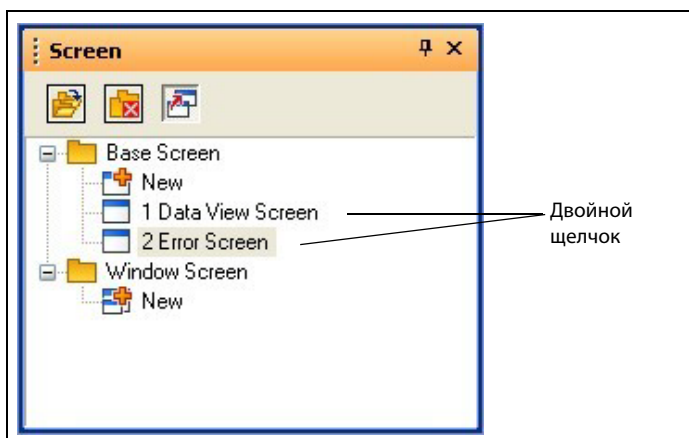 Screen
Base Screen
New
1 Data View Screen
2 Error Screen
Window Screen
New
Двойной
щелчок